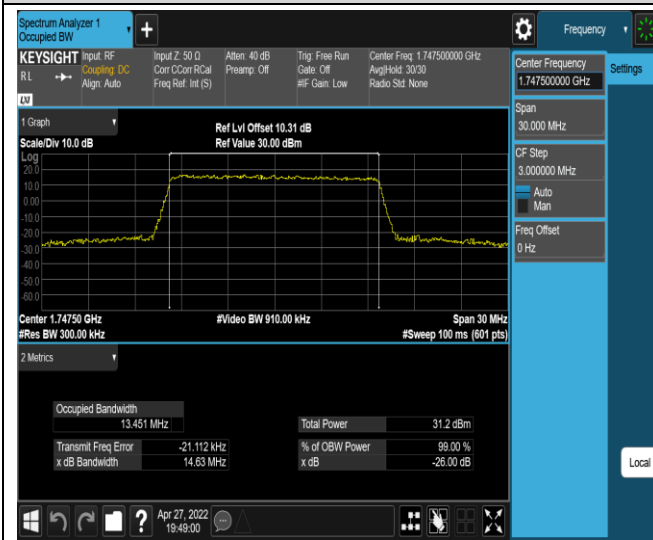 Spectrum Analyzer 1
Occupied BW
+
Frequency
KEYSIGHT Input: RF
R L
Coupling: DC
Align: Auto
LXI
Input Z: 50 Ω
Corr CCorr RCal
Freq Ref: Int (S)
Atten: 40 dB
Preamp: Off
Trig: Free Run
Gate: Off
#IF Gain: Low
Center Freq: 1.747500000 GHz
Avg|Hold: 30/30
Radio Std: None
Center Frequency
1.747500000 GHz
Settings
Span
30.000 MHz
CF Step
3.000000 MHz
Auto
Man
Freq Offset
0 Hz
1 Graph
Scale/Div 10.0 dB
Ref Lvl Offset 10.31 dB
Ref Value 30.00 dBm
Log
20.0
10.0
0.00
-10.0
-20.0
-30.0
-40.0
-50.0
-60.0
Center 1.74750 GHz
#Video BW 910.00 kHz
Span 30 MHz
#Res BW 300.00 kHz
#Sweep 100 ms (601 pts)
2 Metrics
Occupied Bandwidth
13.451 MHz
Total Power 31.2 dBm
Transmit Freq Error -21.112 kHz
% of OBW Power 99.00 %
x dB Bandwidth 14.63 MHz
x dB -26.00 dB
Local
?
Apr 27, 2022
19:49:00